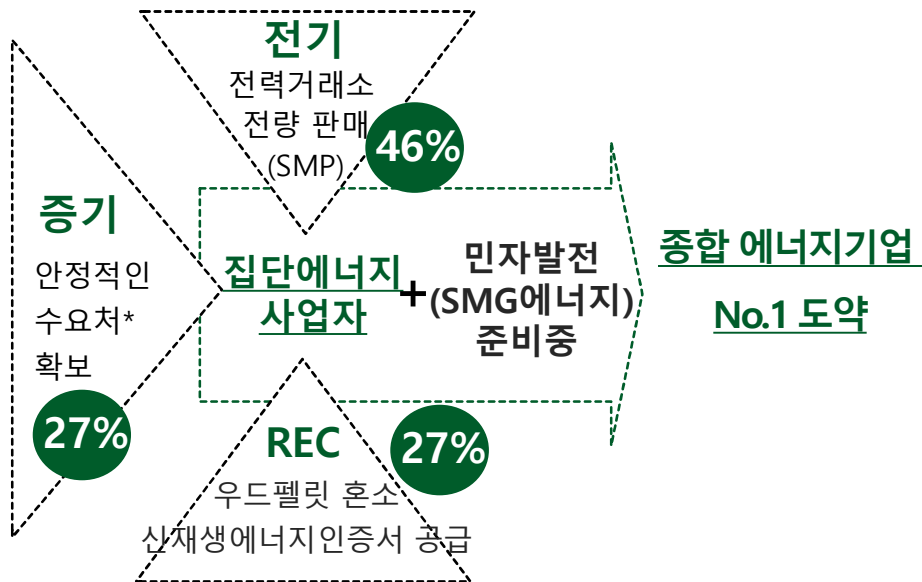 전기
전력거래소
전량 판매
(SMP)
46%
증기
안정적인
수요처*
확보
27%
집단에너지
사업자
+
민자발전
(SMG에너지)
준비중
종합 에너지기업
No.1 도약
REC
27%
우드펠릿 혼소
신재생에너지인증서 공급